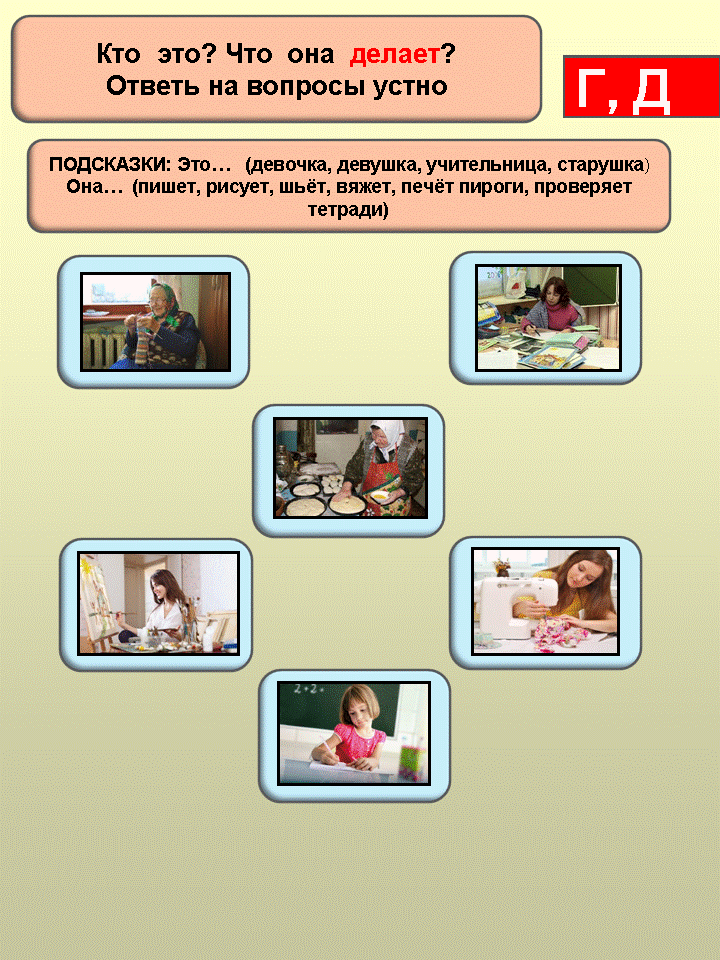 Кто это? Что она делает?
Ответь на вопросы устно
Г, Д
ПОДСКАЗКИ: Это... (девочка, девушка, учительница, старушка)
Она... (пишет, рисует, шьёт, вяжет, печёт пироги, проверяет
тетради)
2+2=